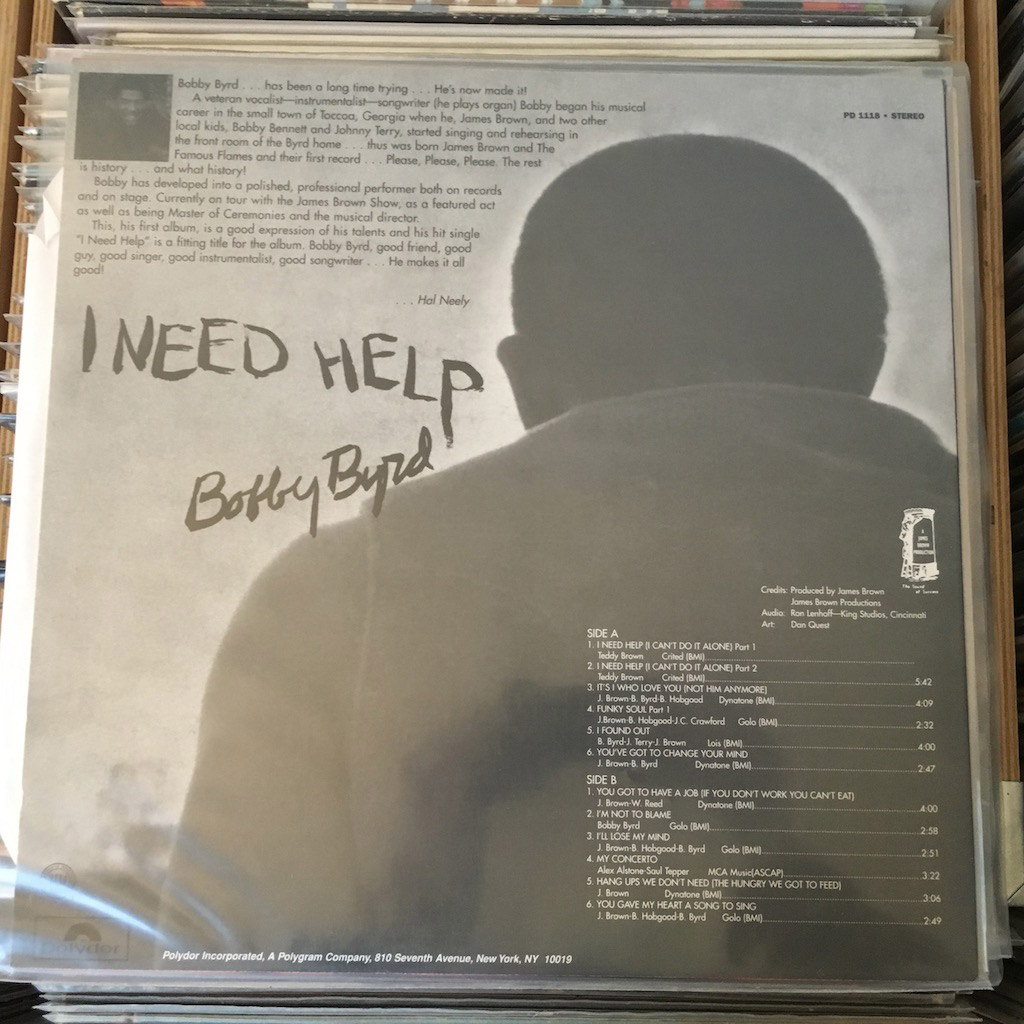 Bobby Byrd . . . has been a long time trying . . . He's now made it!
A veteran vocalist—instrumentalist—songwriter (he plays organ) Bobby began his musical
career in the small town of Toccoa, Georgia when he, James Brown, and two other
local kids, Bobby Bennett and Johnny Terry, started singing and rehearsing in
the front room of the Byrd home . . . thus was born James Brown and The
Famous Flames and their first record . . . Please, Please, Please. The rest
is history . . . and what history!
Bobby has developed into a polished, professional performer both on records
and on stage. Currently on tour with the James Brown Show, as a featured act
as well as being Master of Ceremonies and the musical director.
This, his first album, is a good expression of his talents and his hit single
"I Need Help" is a fitting title for the album. Bobby Byrd, good friend, good
guy, good singer, good instrumentalist, good songwriter . . . He makes it all
good!
. . . Hal Neely
PD 1118 • STEREO
I NEED HELP
Bobby Byrd
A
JAMES
BROWN
PRODUCTION
The Sound
of Success
Credits: Produced by James Brown
James Brown Productions
Audio: Ron Lenhoff—King Studios, Cincinnati
Art: Dan Quest
SIDE A
1. I NEED HELP (I CAN'T DO IT ALONE) Part 1
Teddy Brown Crited (BMI)
2. I NEED HELP (I CAN'T DO IT ALONE) Part 2
Teddy Brown Crited (BMI) 5:42
3. IT'S I WHO LOVE YOU (NOT HIM ANYMORE)
J. Brown-B. Byrd-B. Hobgood Dynatone (BMI) 4:09
4. FUNKY SOUL Part 1
J.Brown-B. Hobgood-J.C. Crawford Golo (BMI) 2:32
5. I FOUND OUT
B. Byrd-J. Terry-J. Brown Lois (BMI) 4:00
6. YOU'VE GOT TO CHANGE YOUR MIND
J. Brown-B. Byrd Dynatone (BMI) 2:47
SIDE B
1. YOU GOT TO HAVE A JOB (IF YOU DON'T WORK YOU CAN'T EAT)
J. Brown-W. Reed Dynatone (BMI) 4:00
2. I'M NOT TO BLAME
Bobby Byrd Golo (BMI) 2:58
3. I'LL LOSE MY MIND
J. Brown-B. Hobgood-B. Byrd Golo (BMI) 2:51
4. MY CONCERTO
Alex Alstone-Saul Tepper MCA Music(ASCAP) 3:22
5. HANG UPS WE DON'T NEED (THE HUNGRY WE GOT TO FEED)
J. Brown Dynatone (BMI) 3:06
6. YOU GAVE MY HEART A SONG TO SING
J. Brown-B. Hobgood-B. Byrd Golo (BMI) 2:49
polydor
Polydor Incorporated, A Polygram Company, 810 Seventh Avenue, New York, NY 10019